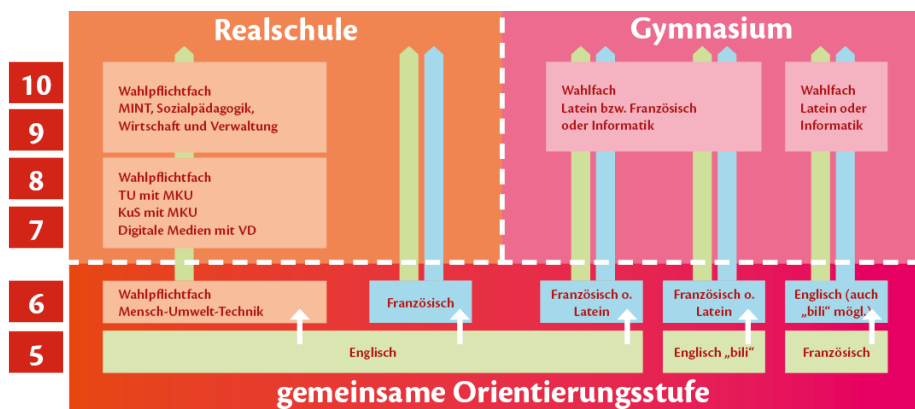 Realschule
Gymnasium
10
9
8
7
6
5
Wahlpflichtfach
MINT, Sozialpädagogik,
Wirtschaft und Verwaltung
Wahlpflichtfach
TU mit MKU
KuS mit MKU
Digitale Medien mit VD
Wahlfach
Latein bzw. Französisch
oder Informatik
Wahlfach
Latein oder
Informatik
Wahlpflichtfach
Mensch-Umwelt-Technik
Französisch
Französisch o.
Latein
Französisch o.
Latein
Englisch (auch
„bili“ mögl.)
Englisch
Englisch „bili“
Französisch
gemeinsame Orientierungsstufe